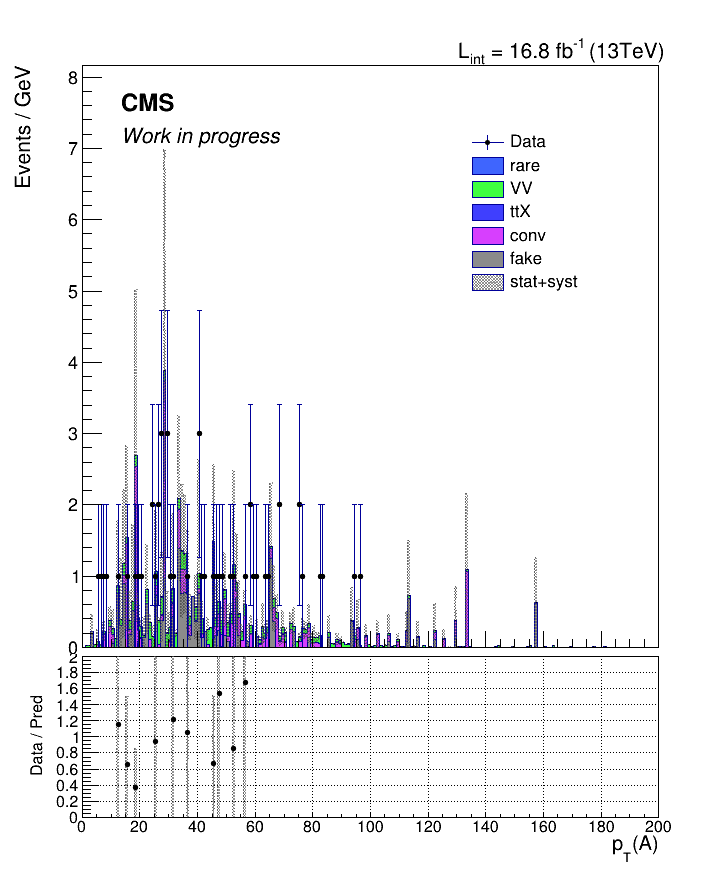 L_int = 16.8 fb^-1 (13TeV)
Events / GeV
8
7
6
5
4
3
2
1
0
CMS
Work in progress
Data
rare
VV
ttX
conv
fake
stat+syst
Data / Pred
2
1.8
1.6
1.4
1.2
1
0.8
0.6
0.4
0.2
0
0 20 40 60 80 100 120 140 160 180 200
p_T(A)